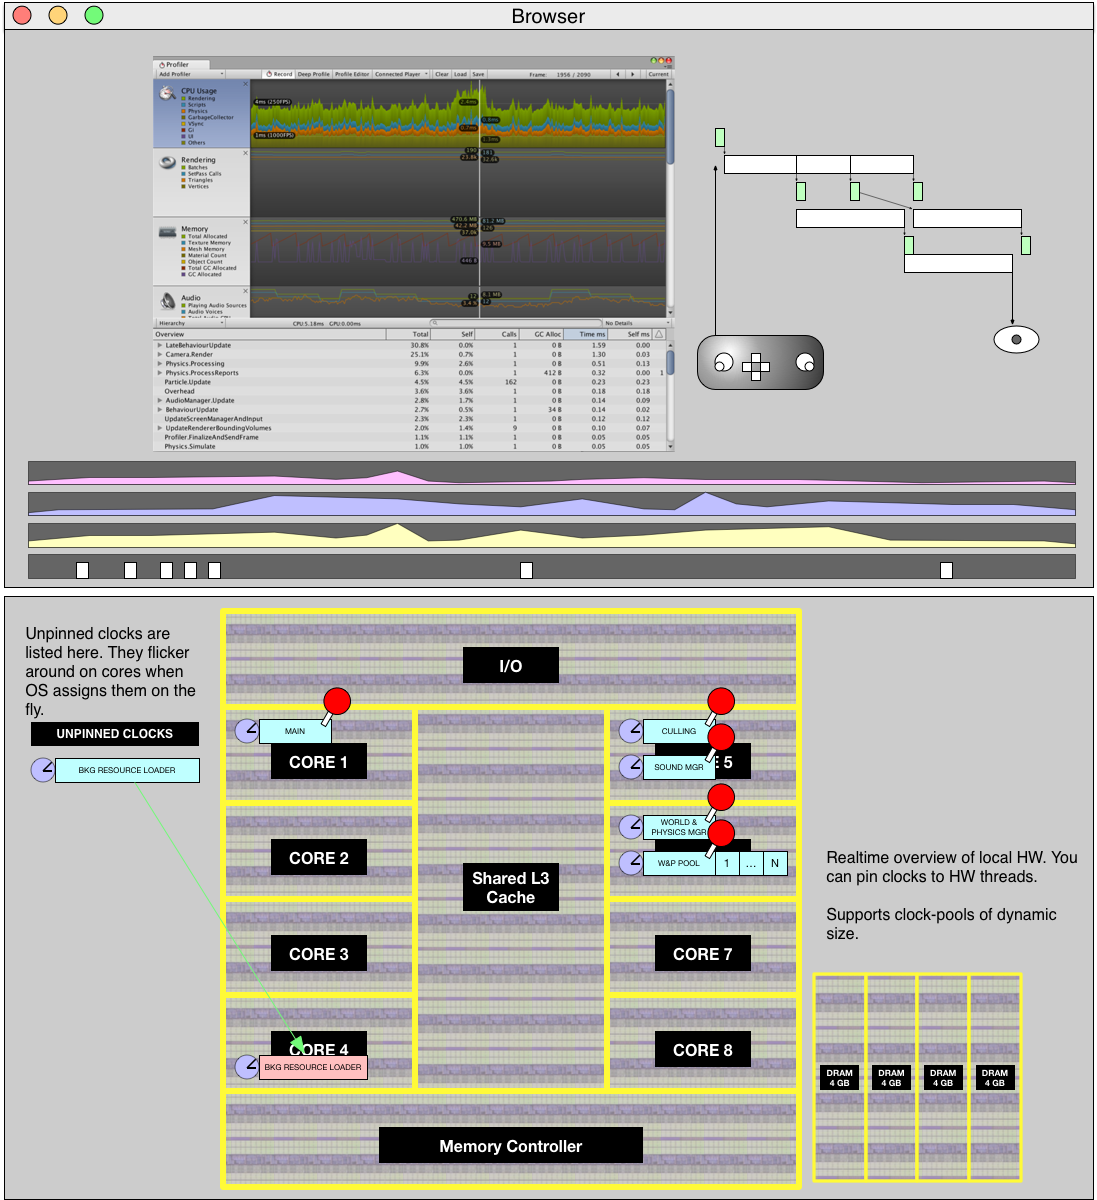 Browser
Profiler
Add Profiler
Record Deep Profile Profile Editor Connected Player Clear Load Save Frame: 1956 / 2090 Current
CPU Usage
Rendering
Scripts
Physics
GarbageCollector
VSync
Gi
UI
Others
4ms (250FPS)
1ms (1000FPS)
Rendering
Batches
SetPass Calls
Triangles
Vertices
Memory
Total Allocated
Texture Memory
Mesh Memory
Material Count
Object Count
Total GC Allocated
GC Allocated
470.6 MB
42.2 MB
Audio
Playing Audio Sources
Audio Voices
Hierarchy CPU:5.18ms GPU:0.00ms No Details
Overview Total Self Calls GC Alloc Time ms Self ms
LateBehaviourUpdate 30.8% 0.0% 1 0 B 1.59 0.00
Camera.Render 25.1% 0.7% 1 0 B 1.30 0.03
Physics.Processing 9.9% 2.6% 1 0 B 0.51 0.13
Physics.ProcessReports 6.3% 0.0% 1 412 B 0.32 0.00 1
Particle.Update 4.5% 4.5% 162 0 B 0.23 0.23
Overhead 3.6% 3.6% 1 0 B 0.18 0.18
AudioManager.Update 2.8% 1.7% 1 0 B 0.14 0.09
BehaviourUpdate 2.7% 0.5% 1 34 B 0.14 0.02
UpdateScreenManagerAndInput 2.3% 2.3% 1 0 B 0.12 0.12
UpdateRendererBoundingVolumes 2.0% 1.4% 9 0 B 0.10 0.07
Profiler.FinalizeAndSendFrame 1.1% 1.1% 1 0 B 0.05 0.05
Physics.Simulate 1.0% 1.0% 1 0 B 0.05 0.05
Unpinned clocks are
listed here. They flicker
around on cores when
OS assigns them on the
fly.
UNPINNED CLOCKS
BKG RESOURCE LOADER
I/O
MAIN
CORE 1
CORE 2
CORE 3
CORE 4
BKG RESOURCE LOADER
Shared L3
Cache
CULLING
SOUND MGR
E 5
WORLD &
PHYSICS MGR
W&P POOL 1 ... N
CORE 7
CORE 8
Memory Controller
Realtime overview of local HW. You
can pin clocks to HW threads.
Supports clock-pools of dynamic
size.
DRAM
4 GB
DRAM
4 GB
DRAM
4 GB
DRAM
4 GB